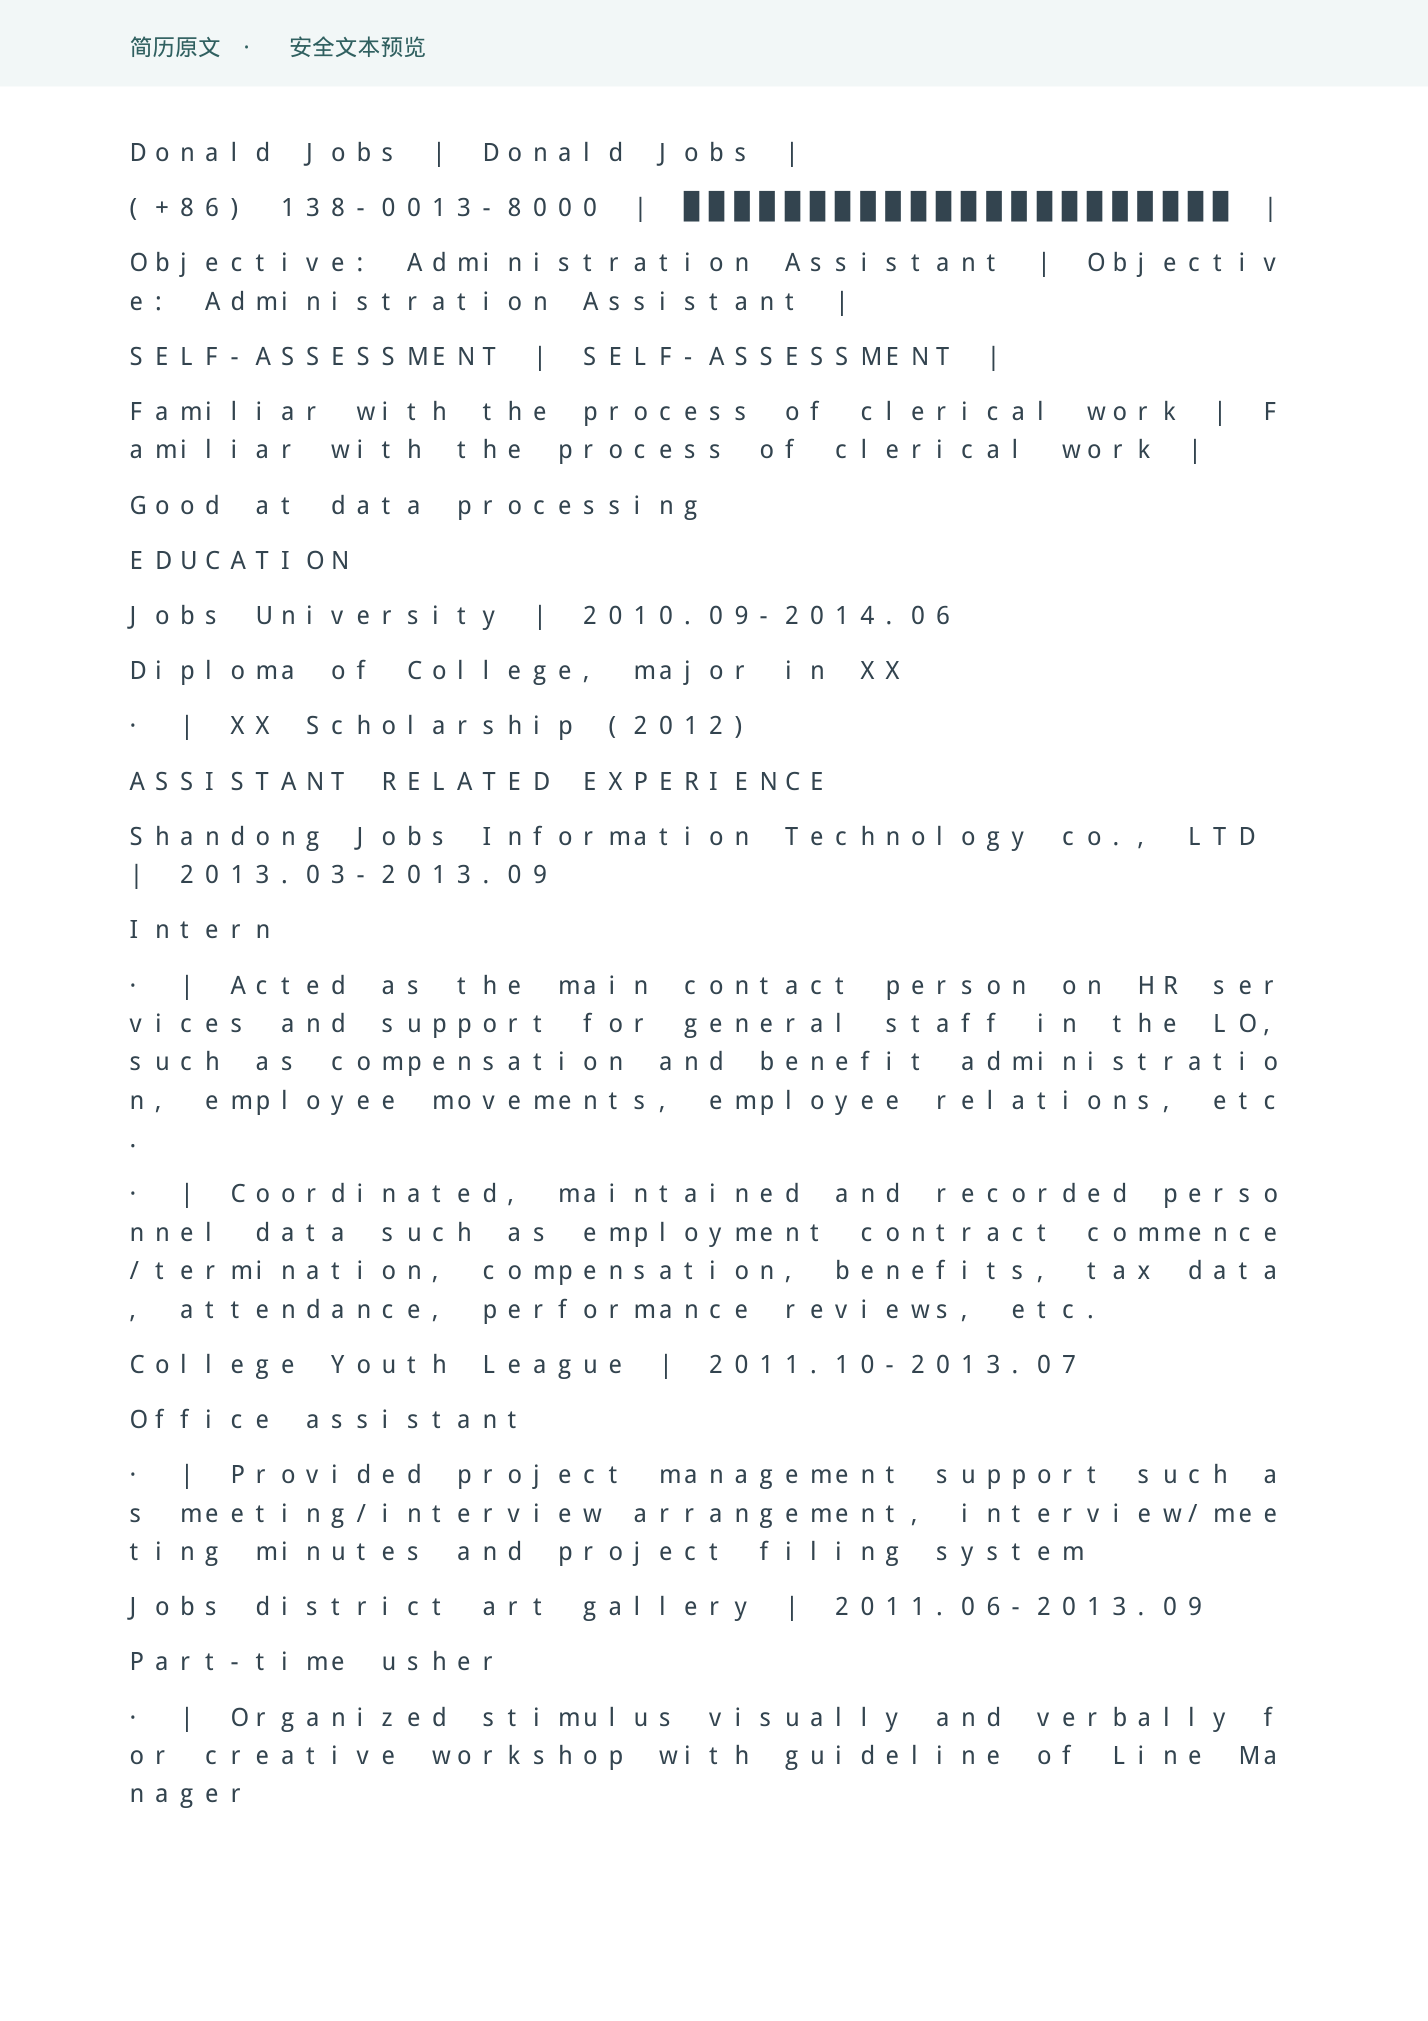 简历原文 · 安全文本预览
Donald Jobs | Donald Jobs |
(+86) 138-0013-8000 | ██████████████████████ |
Objective: Administration Assistant | Objectiv
e: Administration Assistant |
SELF-ASSESSMENT | SELF-ASSESSMENT |
Familiar with the process of clerical work | F
amiliar with the process of clerical work |
Good at data processing
EDUCATION
Jobs University | 2010.09-2014.06
Diploma of College, major in XX
· | XX Scholarship (2012)
ASSISTANT RELATED EXPERIENCE
Shandong Jobs Information Technology co., LTD
| 2013.03-2013.09
Intern
· | Acted as the main contact person on HR ser
vices and support for general staff in the LO,
such as compensation and benefit administratio
n, employee movements, employee relations, etc
.
· | Coordinated, maintained and recorded perso
nnel data such as employment contract commence
/termination, compensation, benefits, tax data
, attendance, performance reviews, etc.
College Youth League | 2011.10-2013.07
Office assistant
· | Provided project management support such a
s meeting/interview arrangement, interview/mee
ting minutes and project filing system
Jobs district art gallery | 2011.06-2013.09
Part-time usher
· | Organized stimulus visually and verbally f
or creative workshop with guideline of Line Ma
nager